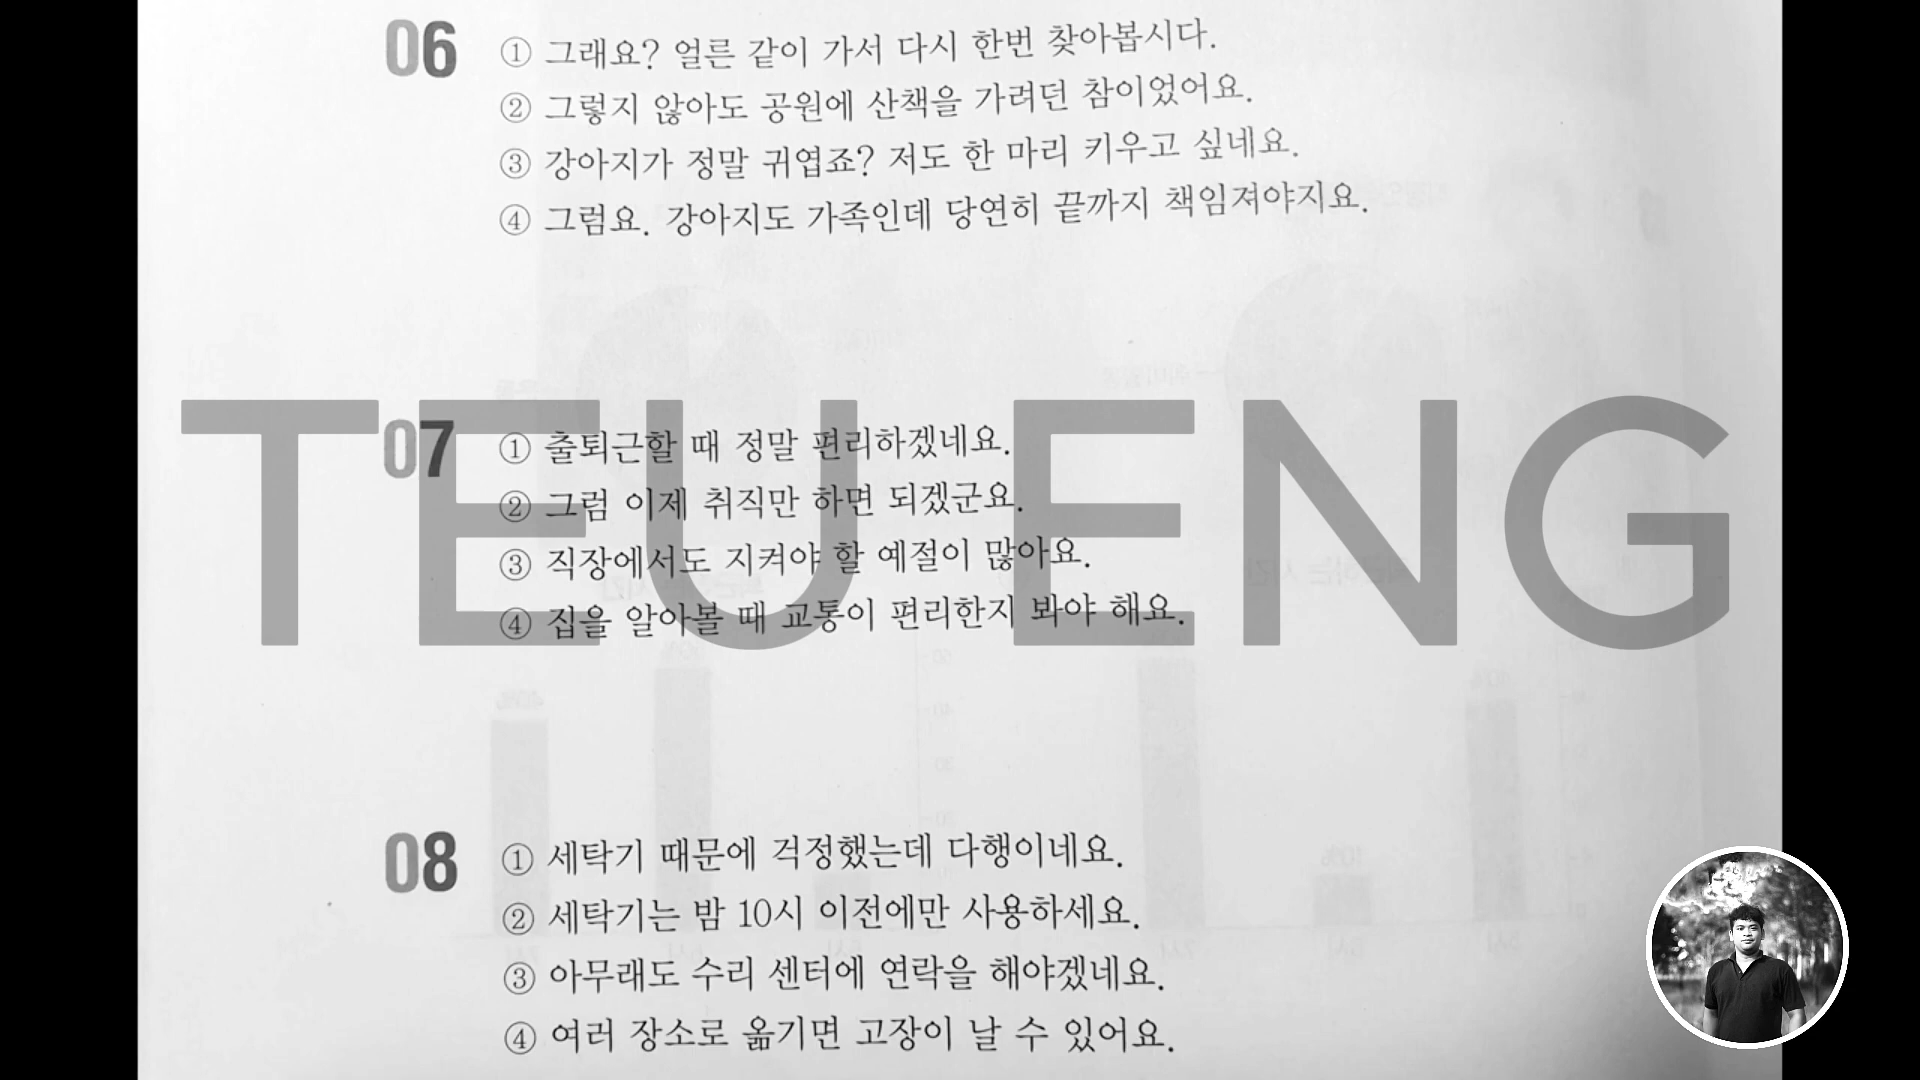 06
① 그래요? 얼른 같이 가서 다시 한번 찾아봅시다.
② 그렇지 않아도 공원에 산책을 가려던 참이었어요.
③ 강아지가 정말 귀엽죠? 저도 한 마리 키우고 싶네요.
④ 그럼요. 강아지도 가족인데 당연히 끝까지 책임져야지요.
TEU ENG
07
① 출퇴근할 때 정말 편리하겠네요.
② 그럼 이제 취직만 하면 되겠군요.
③ 직장에서도 지켜야 할 예절이 많아요.
④ 집을 알아볼 때 교통이 편리한지 봐야 해요.
08
① 세탁기 때문에 걱정했는데 다행이네요.
② 세탁기는 밤 10시 이전에만 사용하세요.
③ 아무래도 수리 센터에 연락을 해야겠네요.
④ 여러 장소로 옮기면 고장이 날 수 있어요.